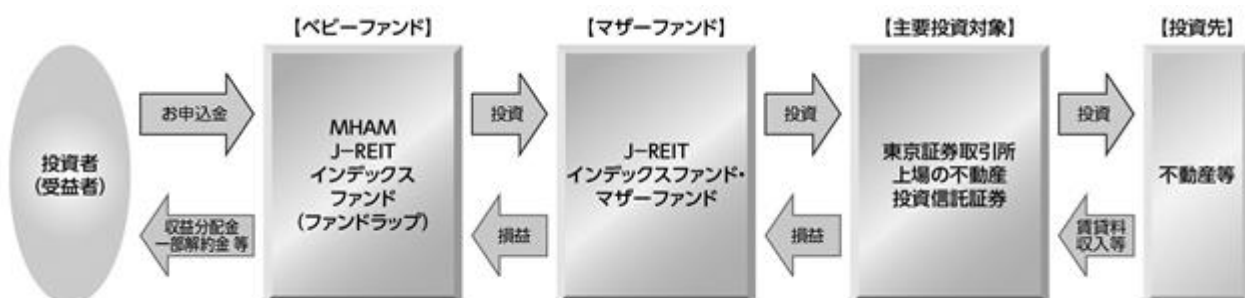 【ベビーファンド】
【マザーファンド】
【主要投資対象】
【投資先】
投資者
(受益者)
お申込金
収益分配金
一部解約金 等
MHAM
J-REIT
インデックス
ファンド
(ファンドラップ)
投資
損益
J-REIT
インデックスファンド・
マザーファンド
投資
損益
東京証券取引所
上場の不動産
投資信託証券
投資
賃貸料
収入等
不動産等